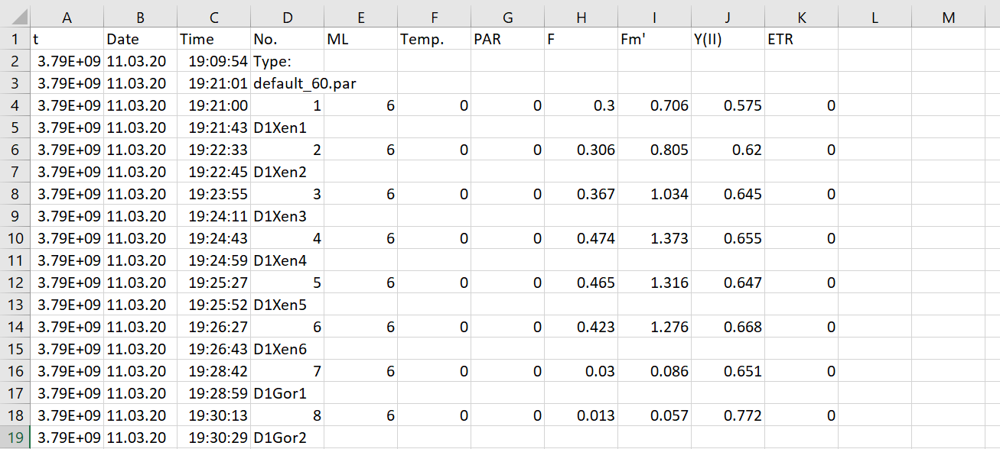 A B C D E F G H I J K L M
1 t Date Time No. ML Temp. PAR F Fm' Y(II) ETR
2 3.79E+09 11.03.20 19:09:54 Type:
3 3.79E+09 11.03.20 19:21:01 default_60.par
4 3.79E+09 11.03.20 19:21:00 1 6 0 0 0.3 0.706 0.575 0
5 3.79E+09 11.03.20 19:21:43 D1Xen1
6 3.79E+09 11.03.20 19:22:33 2 6 0 0 0.306 0.805 0.62 0
7 3.79E+09 11.03.20 19:22:45 D1Xen2
8 3.79E+09 11.03.20 19:23:55 3 6 0 0 0.367 1.034 0.645 0
9 3.79E+09 11.03.20 19:24:11 D1Xen3
10 3.79E+09 11.03.20 19:24:43 4 6 0 0 0.474 1.373 0.655 0
11 3.79E+09 11.03.20 19:24:59 D1Xen4
12 3.79E+09 11.03.20 19:25:27 5 6 0 0 0.465 1.316 0.647 0
13 3.79E+09 11.03.20 19:25:52 D1Xen5
14 3.79E+09 11.03.20 19:26:27 6 6 0 0 0.423 1.276 0.668 0
15 3.79E+09 11.03.20 19:26:43 D1Xen6
16 3.79E+09 11.03.20 19:28:42 7 6 0 0 0.03 0.086 0.651 0
17 3.79E+09 11.03.20 19:28:59 D1Gor1
18 3.79E+09 11.03.20 19:30:13 8 6 0 0 0.013 0.057 0.772 0
19 3.79E+09 11.03.20 19:30:29 D1Gor2